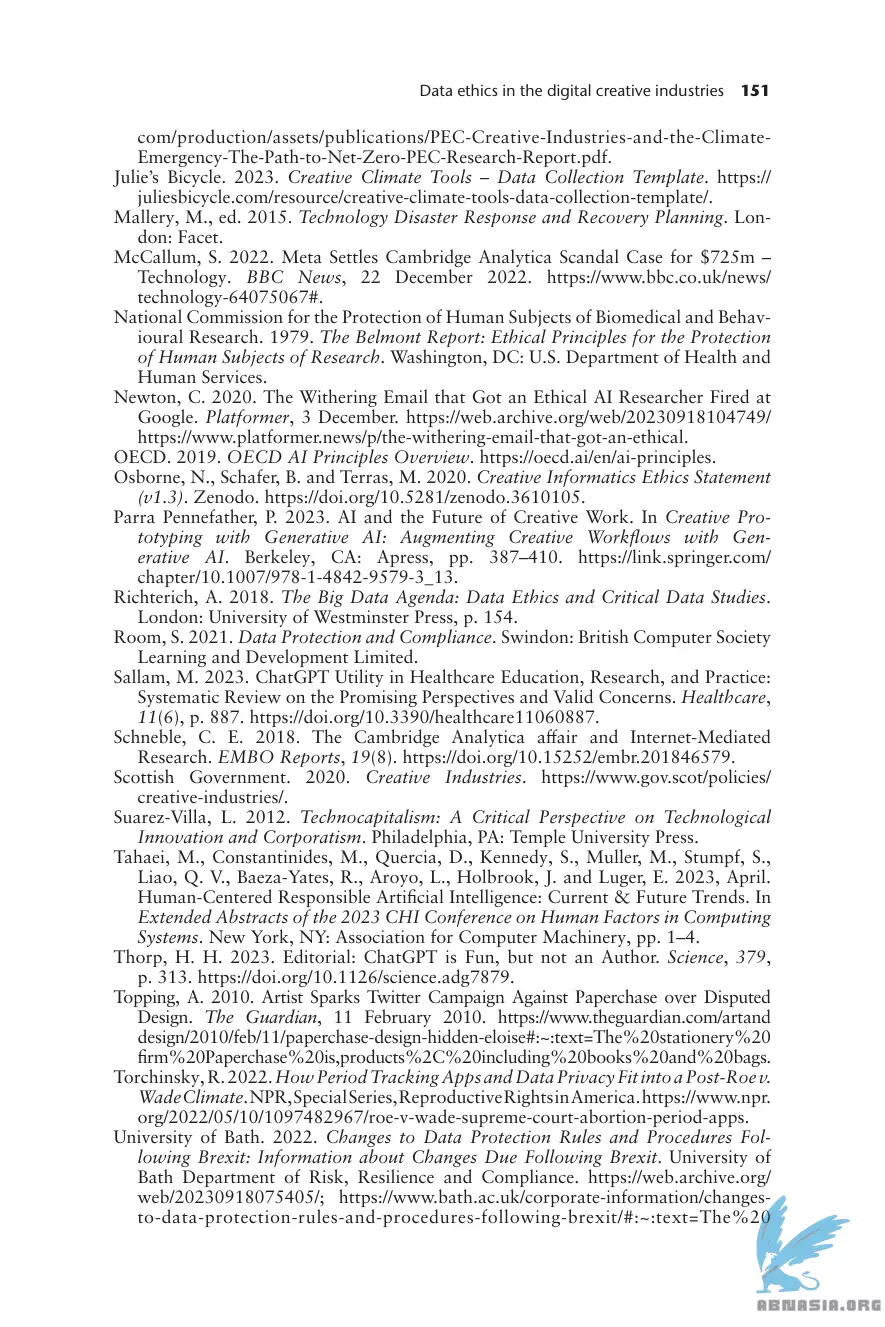 Data ethics in the digital creative industries 151
com/production/assets/publications/PEC-Creative-Industries-and-the-Climate-
Emergency-The-Path-to-Net-Zero-PEC-Research-Report.pdf.
Julie’s Bicycle. 2023. Creative Climate Tools – Data Collection Template. https://
juliesbicycle.com/resource/creative-climate-tools-data-collection-template/.
Mallery, M., ed. 2015. Technology Disaster Response and Recovery Planning. Lon-
don: Facet.
McCallum, S. 2022. Meta Settles Cambridge Analytica Scandal Case for $725m –
Technology. BBC News, 22 December 2022. https://www.bbc.co.uk/news/
technology-64075067#.
National Commission for the Protection of Human Subjects of Biomedical and Behav-
ioural Research. 1979. The Belmont Report: Ethical Principles for the Protection
of Human Subjects of Research. Washington, DC: U.S. Department of Health and
Human Services.
Newton, C. 2020. The Withering Email that Got an Ethical AI Researcher Fired at
Google. Platformer, 3 December. https://web.archive.org/web/20230918104749/
https://www.platformer.news/p/the-withering-email-that-got-an-ethical.
OECD. 2019. OECD AI Principles Overview. https://oecd.ai/en/ai-principles.
Osborne, N., Schafer, B. and Terras, M. 2020. Creative Informatics Ethics Statement
(v1.3). Zenodo. https://doi.org/10.5281/zenodo.3610105.
Parra Pennefather, P. 2023. AI and the Future of Creative Work. In Creative Pro-
totyping with Generative AI: Augmenting Creative Workflows with Gen-
erative AI. Berkeley, CA: Apress, pp. 387–410. https://link.springer.com/
chapter/10.1007/978-1-4842-9579-3_13.
Richterich, A. 2018. The Big Data Agenda: Data Ethics and Critical Data Studies.
London: University of Westminster Press, p. 154.
Room, S. 2021. Data Protection and Compliance. Swindon: British Computer Society
Learning and Development Limited.
Sallam, M. 2023. ChatGPT Utility in Healthcare Education, Research, and Practice:
Systematic Review on the Promising Perspectives and Valid Concerns. Healthcare,
11(6), p. 887. https://doi.org/10.3390/healthcare11060887.
Schneble, C. E. 2018. The Cambridge Analytica affair and Internet-Mediated
Research. EMBO Reports, 19(8). https://doi.org/10.15252/embr.201846579.
Scottish Government. 2020. Creative Industries. https://www.gov.scot/policies/
creative-industries/.
Suarez-Villa, L. 2012. Technocapitalism: A Critical Perspective on Technological
Innovation and Corporatism. Philadelphia, PA: Temple University Press.
Tahaei, M., Constantinides, M., Quercia, D., Kennedy, S., Muller, M., Stumpf, S.,
Liao, Q. V., Baeza-Yates, R., Aroyo, L., Holbrook, J. and Luger, E. 2023, April.
Human-Centered Responsible Artificial Intelligence: Current & Future Trends. In
Extended Abstracts of the 2023 CHI Conference on Human Factors in Computing
Systems. New York, NY: Association for Computer Machinery, pp. 1–4.
Thorp, H. H. 2023. Editorial: ChatGPT is Fun, but not an Author. Science, 379,
p. 313. https://doi.org/10.1126/science.adg7879.
Topping, A. 2010. Artist Sparks Twitter Campaign Against Paperchase over Disputed
Design. The Guardian, 11 February 2010. https://www.theguardian.com/artand
design/2010/feb/11/paperchase-design-hidden-eloise#:~:text=The%20stationery%20
firm%20Paperchase%20is,products%2C%20including%20books%20and%20bags.
Torchinsky, R. 2022. How Period Tracking Apps and Data Privacy Fit into a Post-Roe v.
Wade Climate. NPR, Special Series, Reproductive Rights in America. https://www.npr.
org/2022/05/10/1097482967/roe-v-wade-supreme-court-abortion-period-apps.
University of Bath. 2022. Changes to Data Protection Rules and Procedures Fol-
lowing Brexit: Information about Changes Due Following Brexit. University of
Bath Department of Risk, Resilience and Compliance. https://web.archive.org/
web/20230918075405/; https://www.bath.ac.uk/corporate-information/changes-
to-data-protection-rules-and-procedures-following-brexit/#:~:text=The%20
ABNASIA.ORG